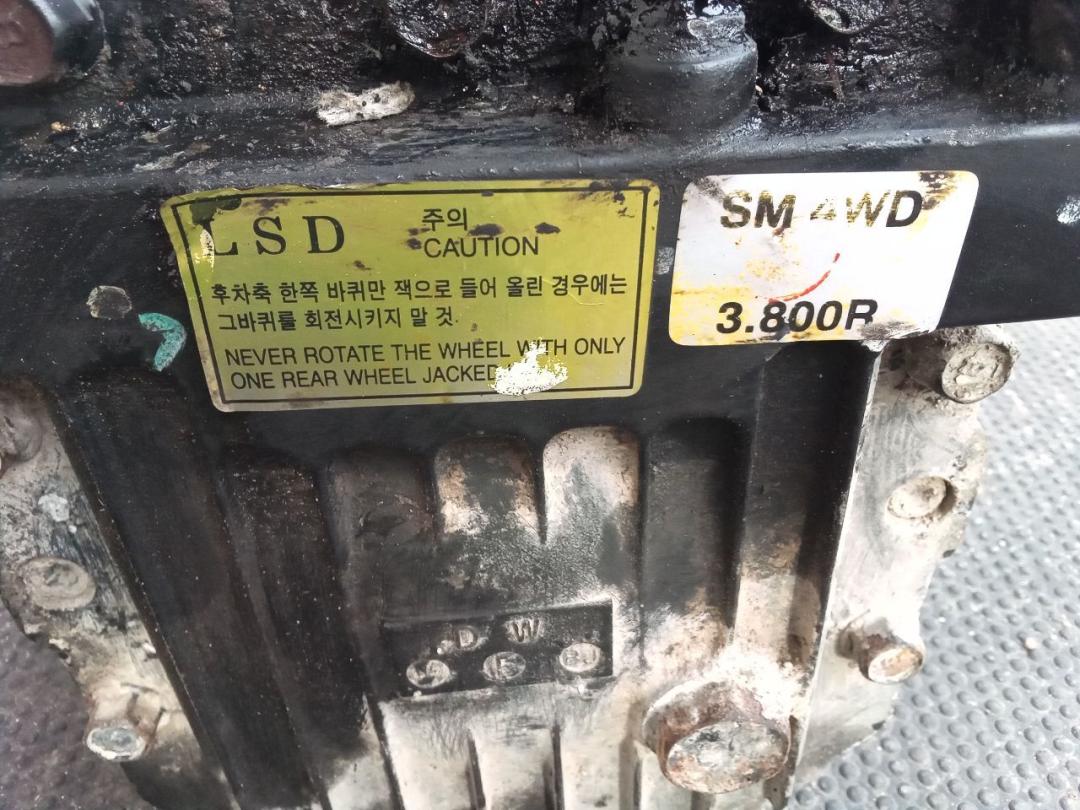 LSD
주의
CAUTION
후차축 한쪽 바퀴만 잭으로 들어 올린 경우에는
그바퀴를 회전시키지 말 것.
NEVER ROTATE THE WHEEL WITH ONLY
ONE REAR WHEEL JACKED
SM 4WD
3.800R
D W